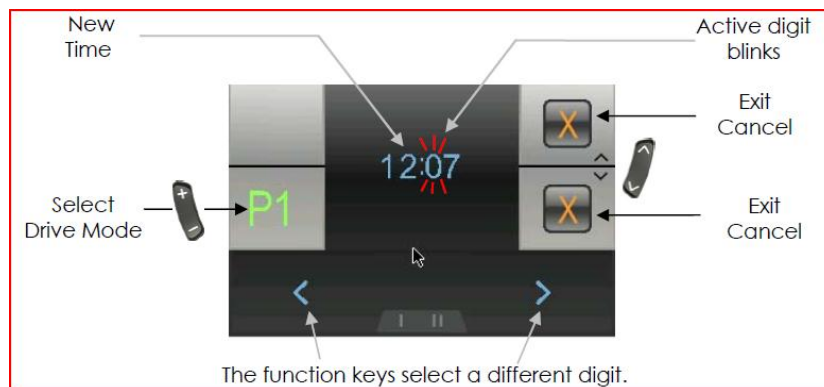 New
Time
Active digit
blinks
X
Exit
Cancel
12:07
+
−
Select
Drive Mode
P1
X
Exit
Cancel
< >
I II
The function keys select a different digit.